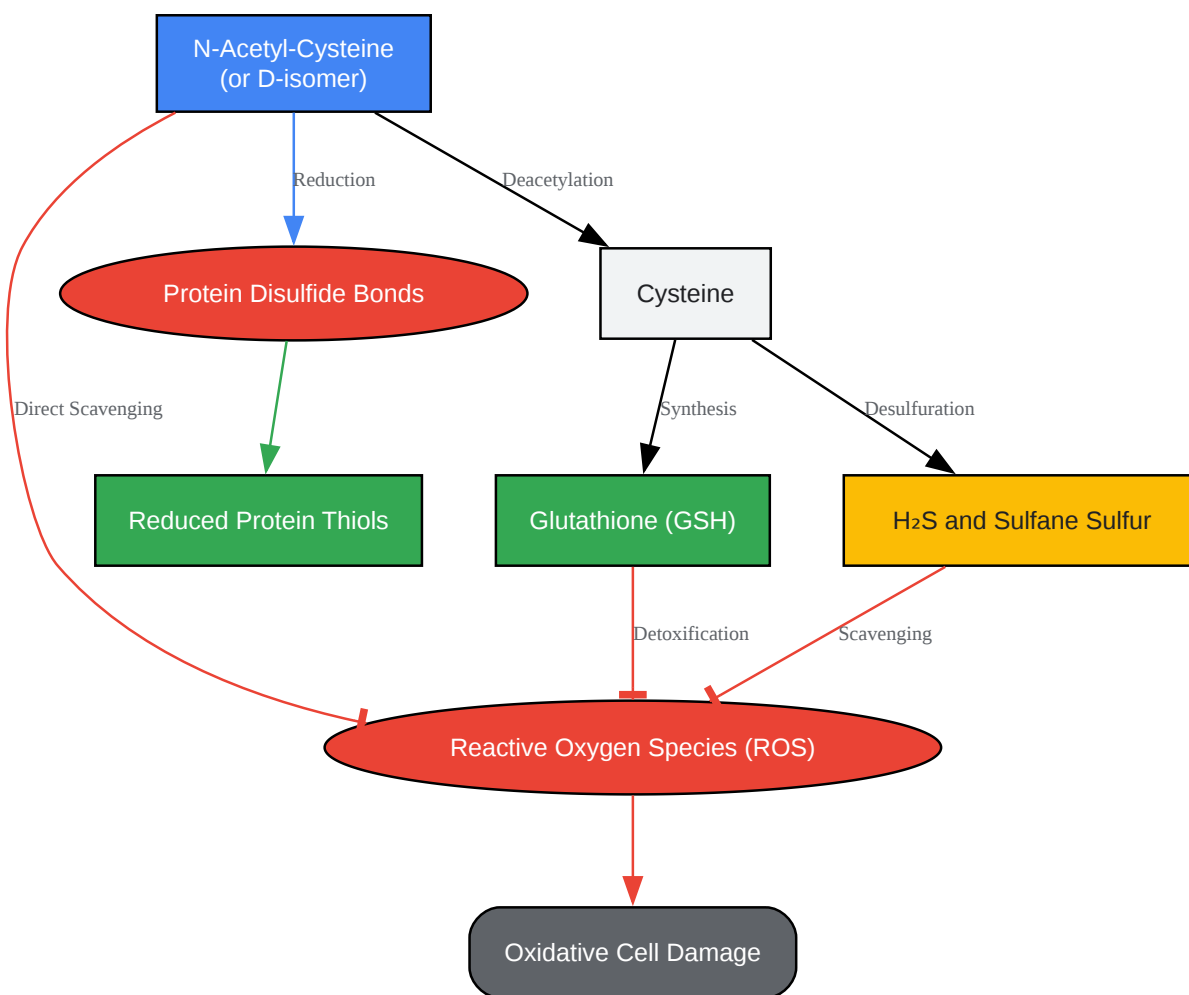 N-Acetyl-Cysteine
(or D-isomer)
Reduction
Deacetylation
Protein Disulfide Bonds
Cysteine
Direct Scavenging
Synthesis
Desulfuration
Reduced Protein Thiols
Glutathione (GSH)
H₂S and Sulfane Sulfur
Detoxification
Scavenging
Reactive Oxygen Species (ROS)
Oxidative Cell Damage